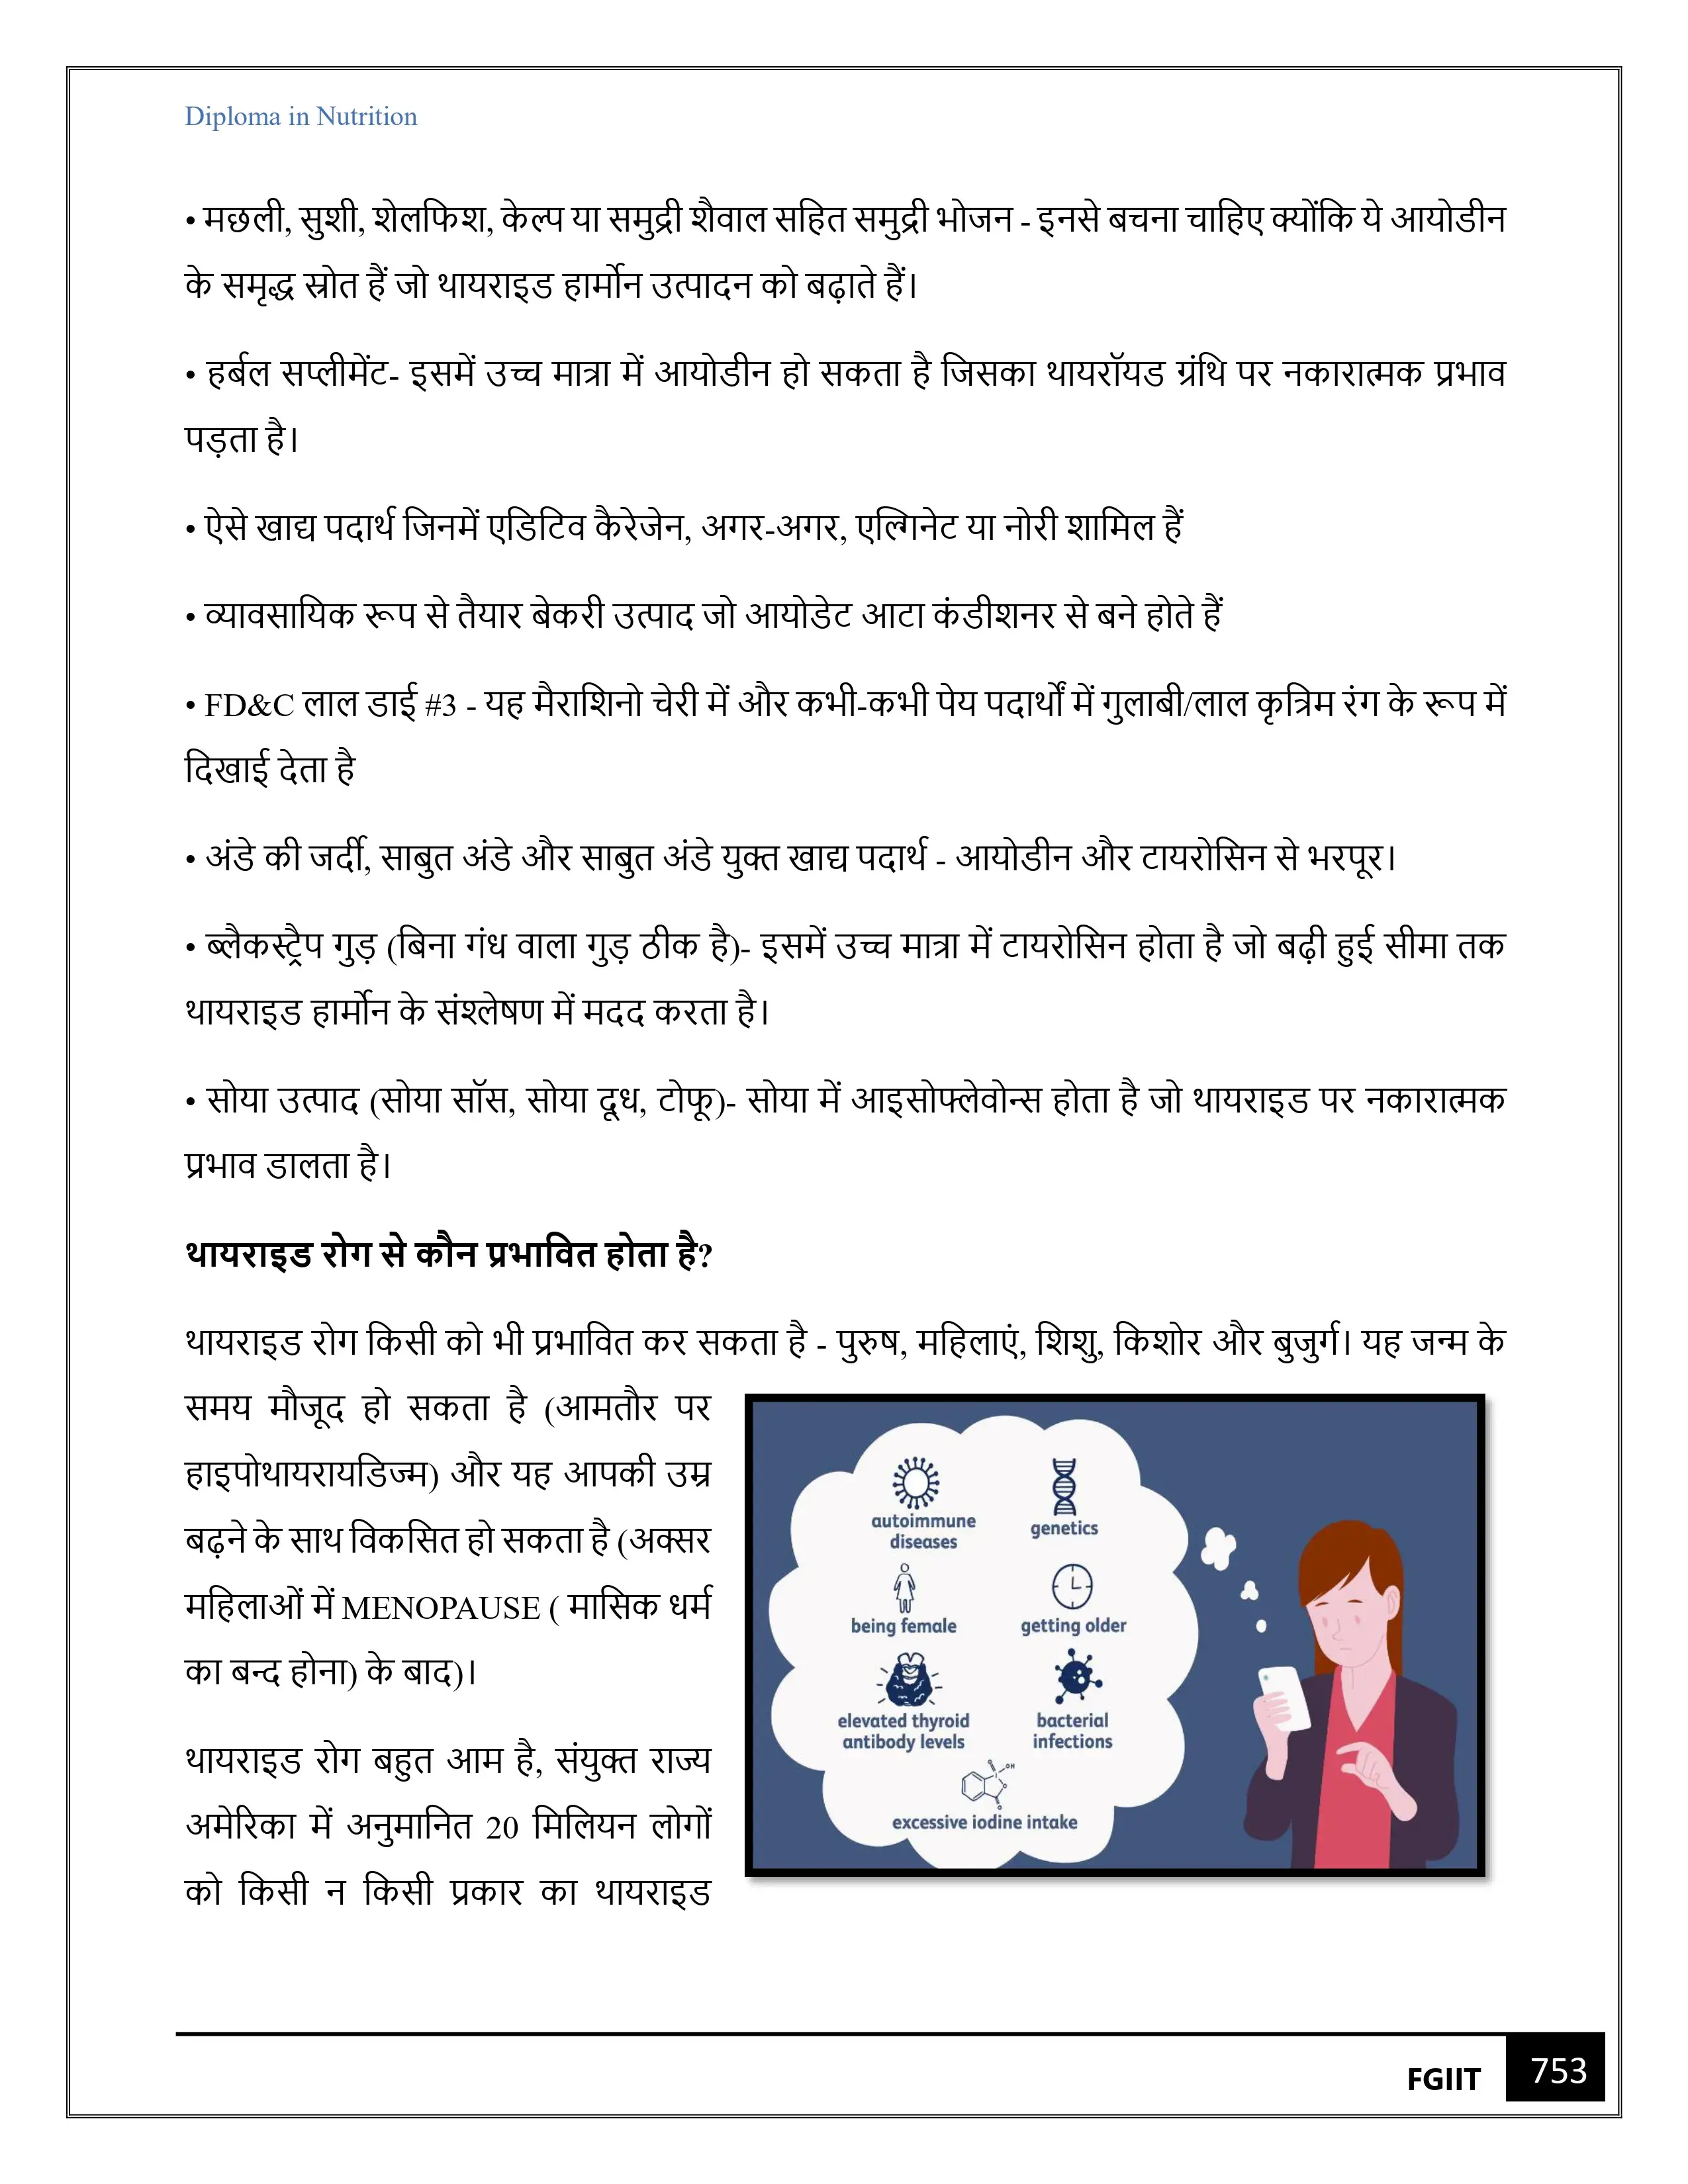 Diploma in Nutrition
• मछली, सुशी, शेलफिश, केल्प या समुद्री शैवाल सहित समुद्री भोजन - इनसे बचना चाहिए क्योंकि ये आयोडीन
के समृद्ध स्रोत हैं जो थायराइड हार्मोन उत्पादन को बढ़ाते हैं।
• हर्बल सप्लीमेंट- इसमें उच्च मात्रा में आयोडीन हो सकता है जिसका थायरॉयड ग्रंथि पर नकारात्मक प्रभाव
पड़ता है।
• ऐसे खाद्य पदार्थ जिनमें एडिटिव कैरेजेन, अगर-अगर, एल्गिनेट या नोरी शामिल हैं
• व्यावसायिक रूप से तैयार बेकरी उत्पाद जो आयोडेट आटा कंडीशनर से बने होते हैं
• FD&C लाल डाई #3 - यह मैराशिनो चेरी में और कभी-कभी पेय पदार्थों में गुलाबी/लाल कृत्रिम रंग के रूप में
दिखाई देता है
• अंडे की जर्दी, साबुत अंडे और साबुत अंडे युक्त खाद्य पदार्थ - आयोडीन और टायरोसिन से भरपूर।
• ब्लैकस्ट्रैप गुड़ (बिना गंध वाला गुड़ ठीक है)- इसमें उच्च मात्रा में टायरोसिन होता है जो बढ़ी हुई सीमा तक
थायराइड हार्मोन के संश्लेषण में मदद करता है।
• सोया उत्पाद (सोया सॉस, सोया दूध, टोफू)- सोया में आइसोफ्लेवोन्स होता है जो थायराइड पर नकारात्मक
प्रभाव डालता है।
थायराइड रोग से कौन प्रभावित होता है?
थायराइड रोग किसी को भी प्रभावित कर सकता है - पुरुष, महिलाएं, शिशु, किशोर और बुजुर्ग। यह जन्म के
समय मौजूद हो सकता है (आमतौर पर
हाइपोथायरायडिज्म) और यह आपकी उम्र
बढ़ने के साथ विकसित हो सकता है (अक्सर
महिलाओं में MENOPAUSE ( मासिक धर्म
का बन्द होना) के बाद)।
थायराइड रोग बहुत आम है, संयुक्त राज्य
अमेरिका में अनुमानित 20 मिलियन लोगों
को किसी न किसी प्रकार का थायराइड
autoimmune
diseases
genetics
being female
getting older
elevated thyroid
antibody levels
bacterial
infections
I
O
OH
O
O
excessive iodine intake
FGIIT
753